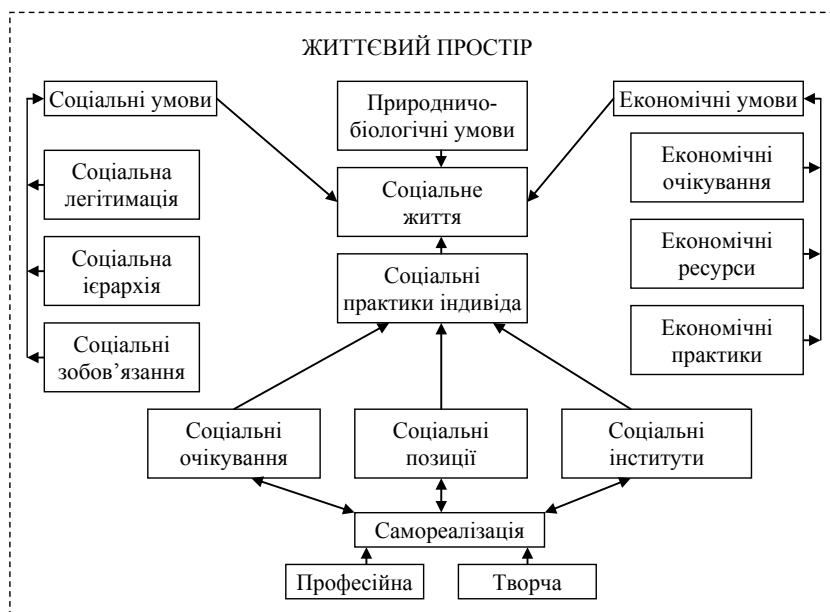 ЖИТТЄВИЙ ПРОСТІР
Соціальні умови
Природничо-
біологічні умови
Економічні умови
Соціальна
легітимація
Соціальне
життя
Економічні
очікування
Соціальна
ієрархія
Соціальні
практики індивіда
Економічні
ресурси
Соціальні
зобов’язання
Економічні
практики
Соціальні
очікування
Соціальні
позиції
Соціальні
інститути
Самореалізація
Професійна
Творча